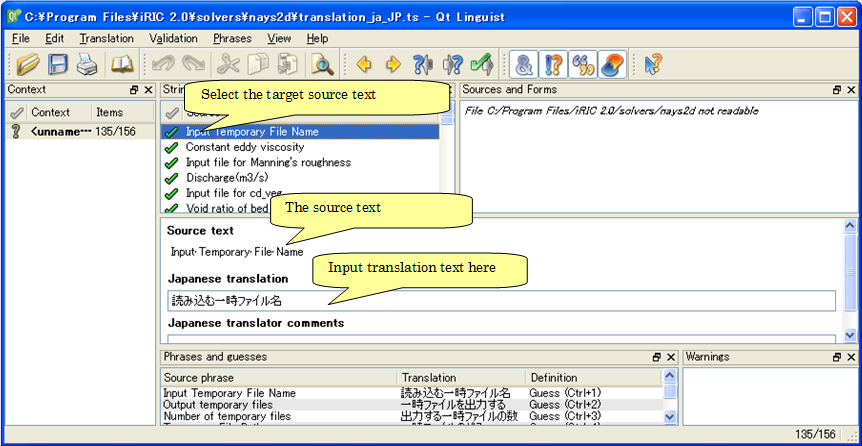 C:¥Program Files¥iRIC 2.0¥solvers¥nays2d¥translation_ja_JP.ts - Qt Linguist
File Edit Translation Validation Phrases View Help
Context
Context Items
<unname··· 135/156
Select the target source text
Input Temporary File Name
Constant eddy viscosity
Input file for Manning's roughness
Discharge(m3/s)
Input file for cd_veg
Void ratio of bed
Sources and Forms
File C:/Program Files/iRIC 2.0/solvers/nays2d not readable
The source text
Source text
Input·Temporary·File·Name
Input translation text here
Japanese translation
読み込む一時ファイル名
Japanese translator comments
Phrases and guesses
Source phrase Translation Definition
Input Temporary File Name 読み込む一時ファイル名 Guess (Ctrl+1)
Output temporary files 一時ファイルを出力する Guess (Ctrl+2)
Number of temporary files 出力する一時ファイルの数 Guess (Ctrl+3)
Warnings
135/156